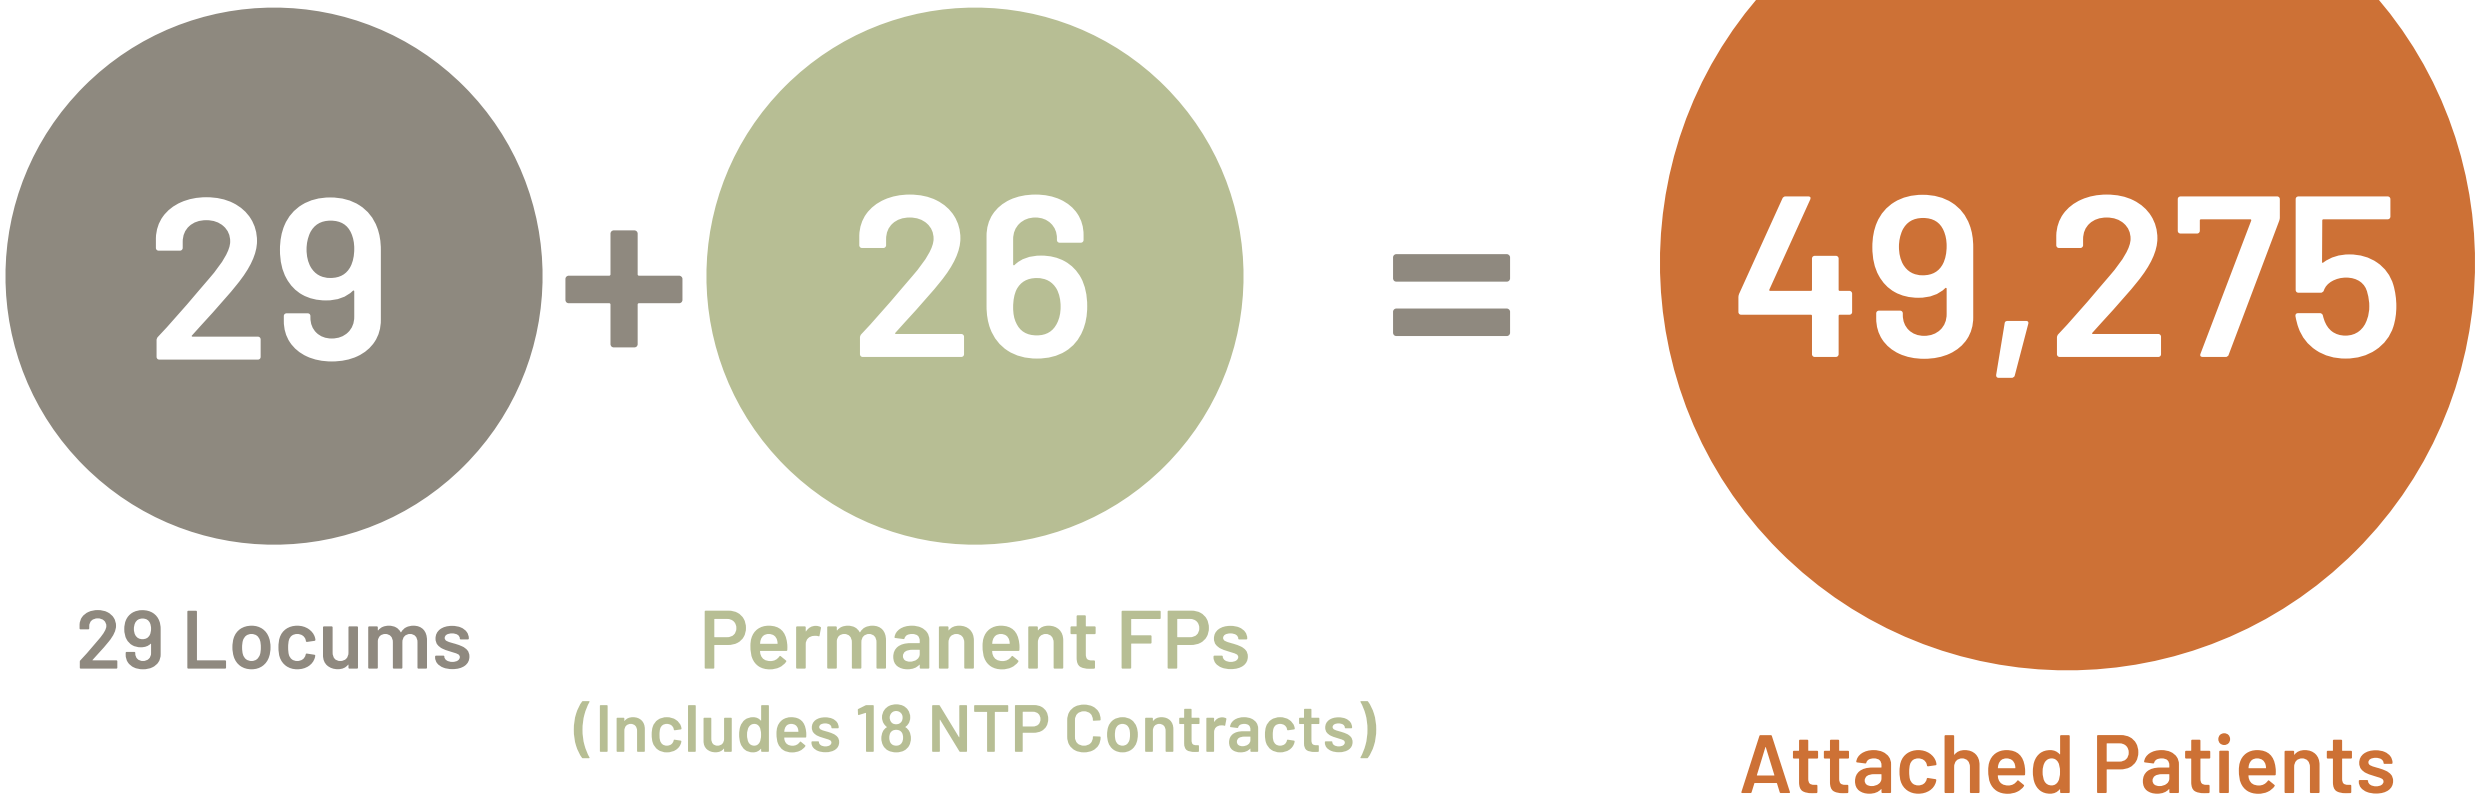 29 + 26 = 49,275
29 Locums
Permanent FPs
(Includes 18 NTP Contracts)
Attached Patients